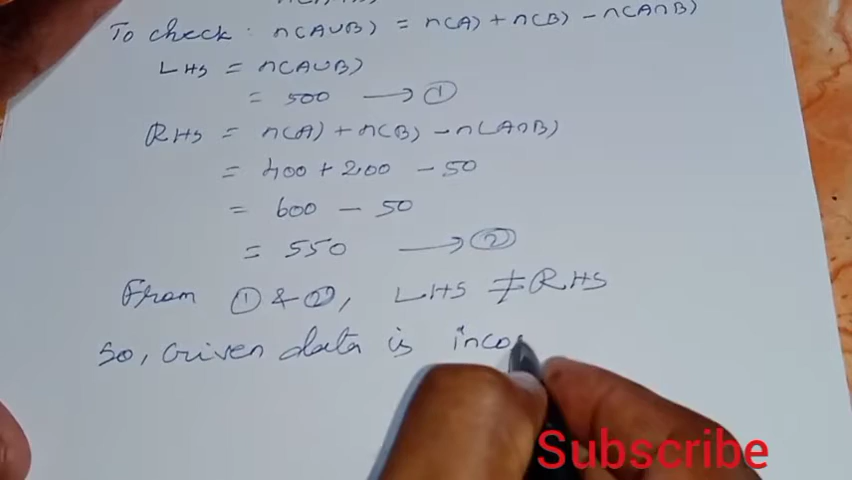 To check: n(A∪B) = n(A) + n(B) - n(A∩B)
LHS = n(A∪B)
= 500 → ①
RHS = n(A) + n(B) - n(A∩B)
= 400 + 200 - 50
= 600 - 50
= 550 → ②
From ① & ②, LHS ≠ RHS
So, Given data is inco
Subscribe